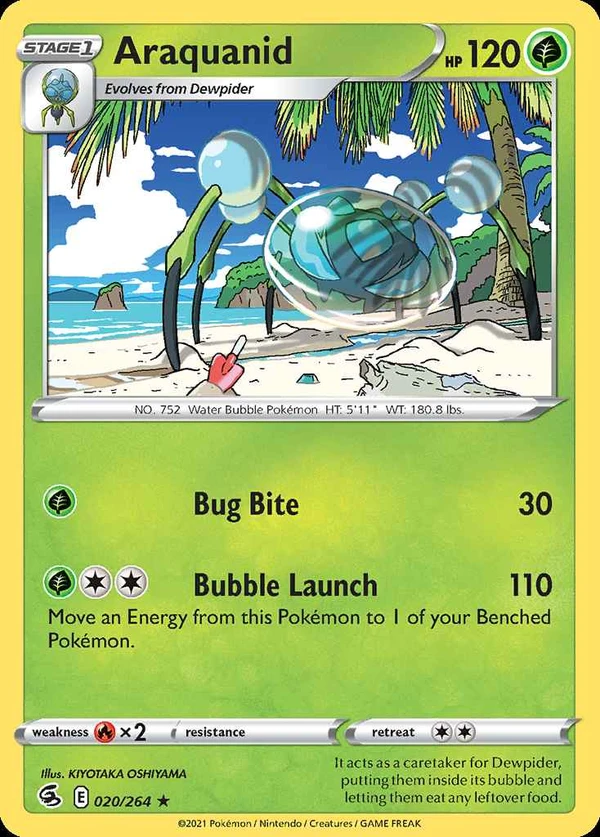 STAGE1
Araquanid
HP 120
Evolves from Dewpider
NO. 752 Water Bubble Pokémon HT: 5'11" WT: 180.8 lbs.
Bug Bite 30
Bubble Launch 110
Move an Energy from this Pokémon to 1 of your Benched
Pokémon.
weakness ×2 resistance retreat
Illus. KIYOTAKA OSHIYAMA
E 020/264 ★
It acts as a caretaker for Dewpider,
putting them inside its bubble and
letting them eat any leftover food.
©2021 Pokémon / Nintendo / Creatures / GAME FREAK